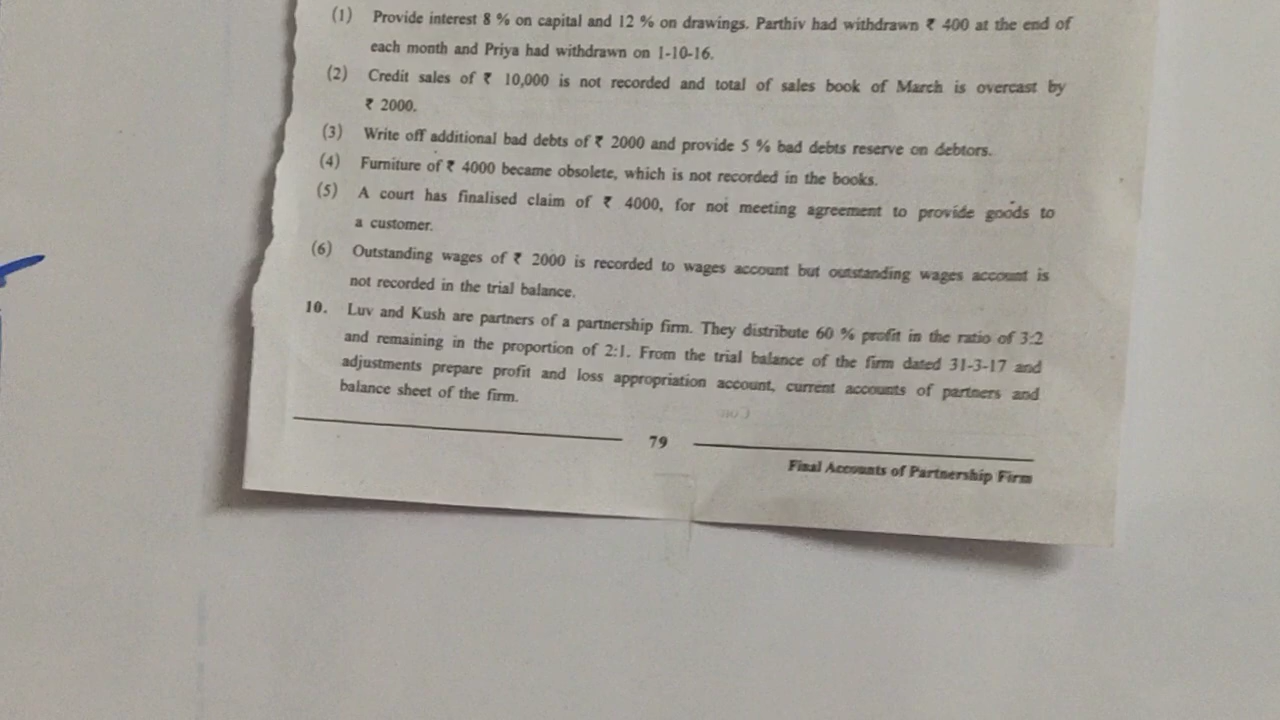 (1) Provide interest 8 % on capital and 12 % on drawings. Parthiv had withdrawn ₹ 400 at the end of
each month and Priya had withdrawn on 1-10-16.
(2) Credit sales of ₹ 10,000 is not recorded and total of sales book of March is overcast by
₹ 2000.
(3) Write off additional bad debts of ₹ 2000 and provide 5 % bad debts reserve on debtors.
(4) Furniture of ₹ 4000 became obsolete, which is not recorded in the books.
(5) A court has finalised claim of ₹ 4000, for not meeting agreement to provide goods to
a customer.
(6) Outstanding wages of ₹ 2000 is recorded to wages account but outstanding wages account is
not recorded in the trial balance.
10. Luv and Kush are partners of a partnership firm. They distribute 60 % profit in the ratio of 3:2
and remaining in the proportion of 2:1. From the trial balance of the firm dated 31-3-17 and
adjustments prepare profit and loss appropriation account, current accounts of partners and
balance sheet of the firm.
79
Final Accounts of Partnership Firm